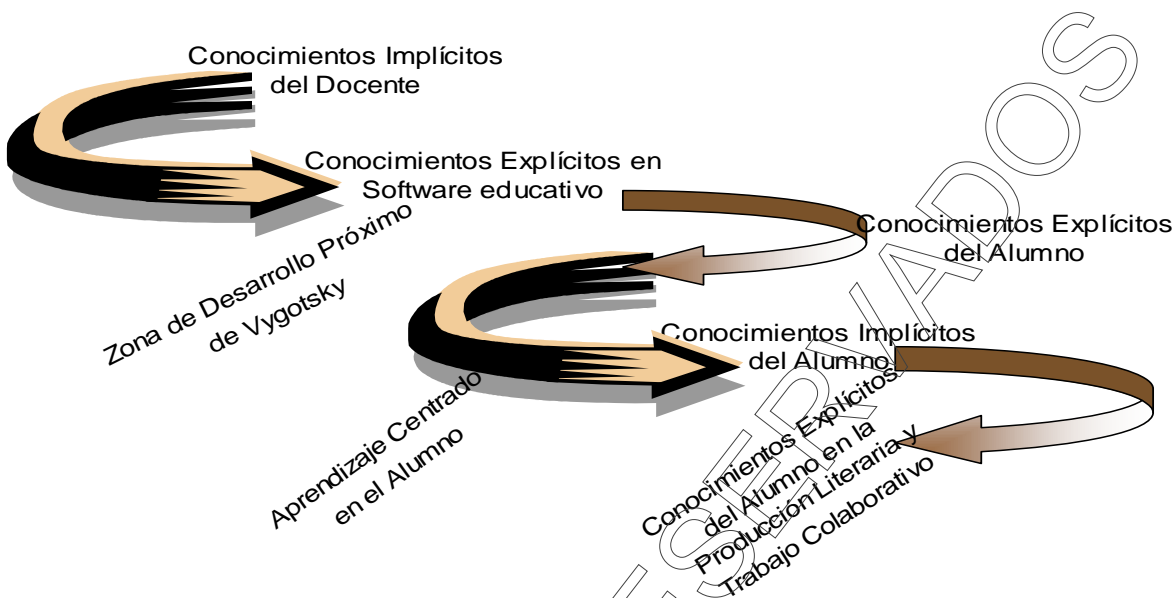 Conocimientos Implícitos
del Docente
Conocimientos Explícitos en
Software educativo
Zona de Desarrollo Próximo
de Vygotsky
Conocimientos Explícitos
del Alumno
Conocimientos Implícitos
del Alumno
Aprendizaje Centrado
en el Alumno
Conocimientos Explícitos
del Alumno en la
Producción Literaria y
Trabajo Colaborativo